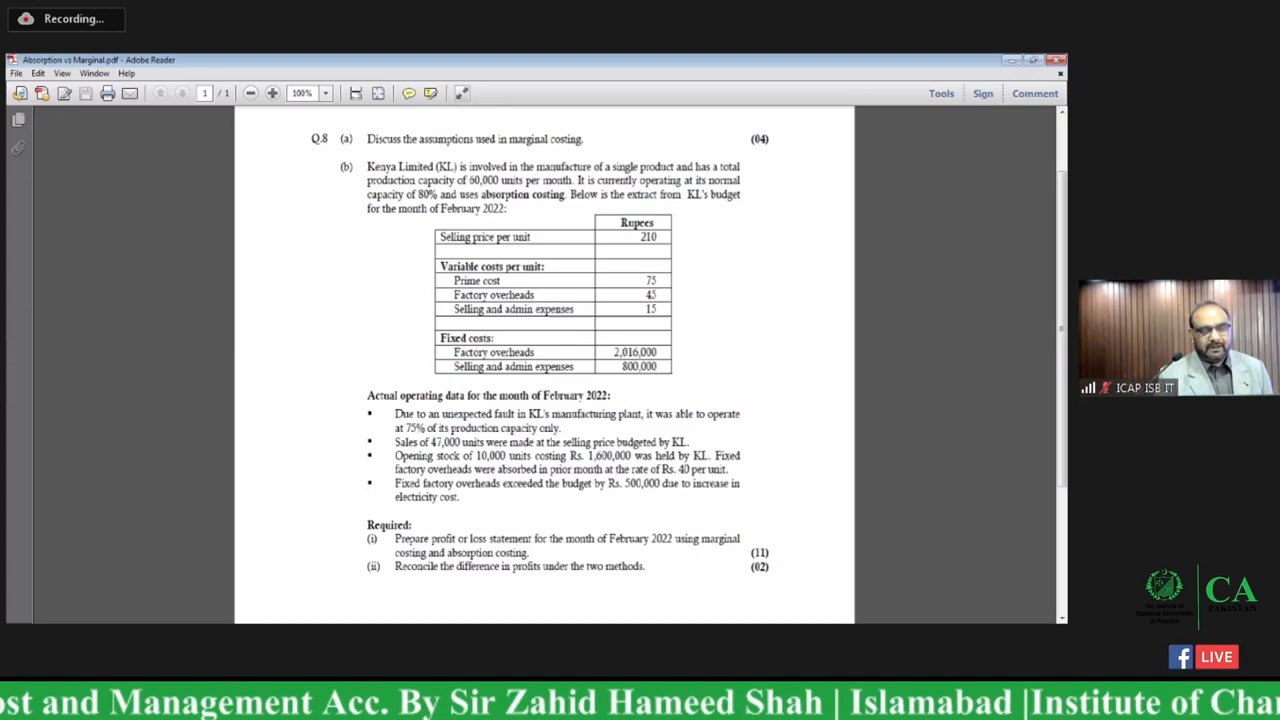 Recording...
Absorption vs Marginal.pdf - Adobe Reader
File Edit View Window Help
1 / 1 100% Tools Sign Comment
Q.8 (a) Discuss the assumptions used in marginal costing. (04)
(b) Kenya Limited (KL) is involved in the manufacture of a single product and has a total
production capacity of 60,000 units per month. It is currently operating at its normal
capacity of 80% and uses absorption costing. Below is the extract from KL's budget
for the month of February 2022:
Rupees
Selling price per unit 210
Variable costs per unit:
Prime cost 75
Factory overheads 45
Selling and admin expenses 15
Fixed costs:
Factory overheads 2,016,000
Selling and admin expenses 800,000
Actual operating data for the month of February 2022:
▪ Due to an unexpected fault in KL's manufacturing plant, it was able to operate
at 75% of its production capacity only.
▪ Sales of 47,000 units were made at the selling price budgeted by KL.
▪ Opening stock of 10,000 units costing Rs. 1,600,000 was held by KL. Fixed
factory overheads were absorbed in prior month at the rate of Rs. 40 per unit.
▪ Fixed factory overheads exceeded the budget by Rs. 500,000 due to increase in
electricity cost.
Required:
(i) Prepare profit or loss statement for the month of February 2022 using marginal
costing and absorption costing. (11)
(ii) Reconcile the difference in profits under the two methods. (02)
ICAP ISB IT
The Institute of
Chartered Accountants
of Pakistan
CA
PAKISTAN
f LIVE
ost and Management Acc. By Sir Zahid Hameed Shah | Islamabad |Institute of Cha